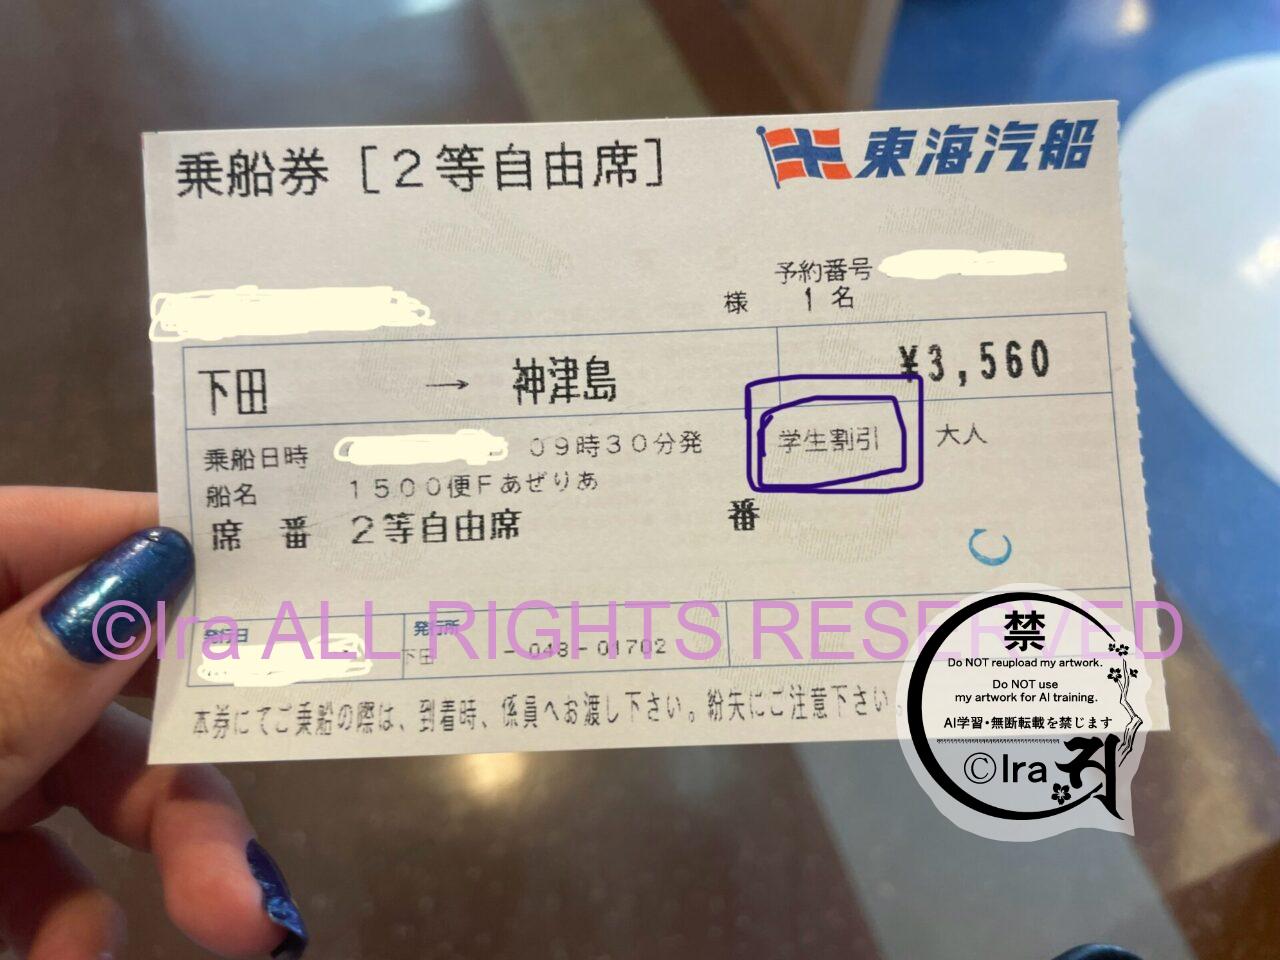 乗船券［２等自由席］
東海汽船
予約番号
様　１名
下田　→　神津島
¥3,560
乗船日時　０９時３０分発
学生割引　大人
船名　１５００便Ｆあぜりあ
席　番　２等自由席　番
発行日　発行所
下田　－048－01702
本券にてご乗船の際は、到着時、係員へお渡し下さい。紛失にご注意下さい。
©Ira ALL RIGHTS RESERVED
禁
Do NOT reupload my artwork.
Do NOT use
my artwork for AI training.
AI学習・無断転載を禁じます
©Ira